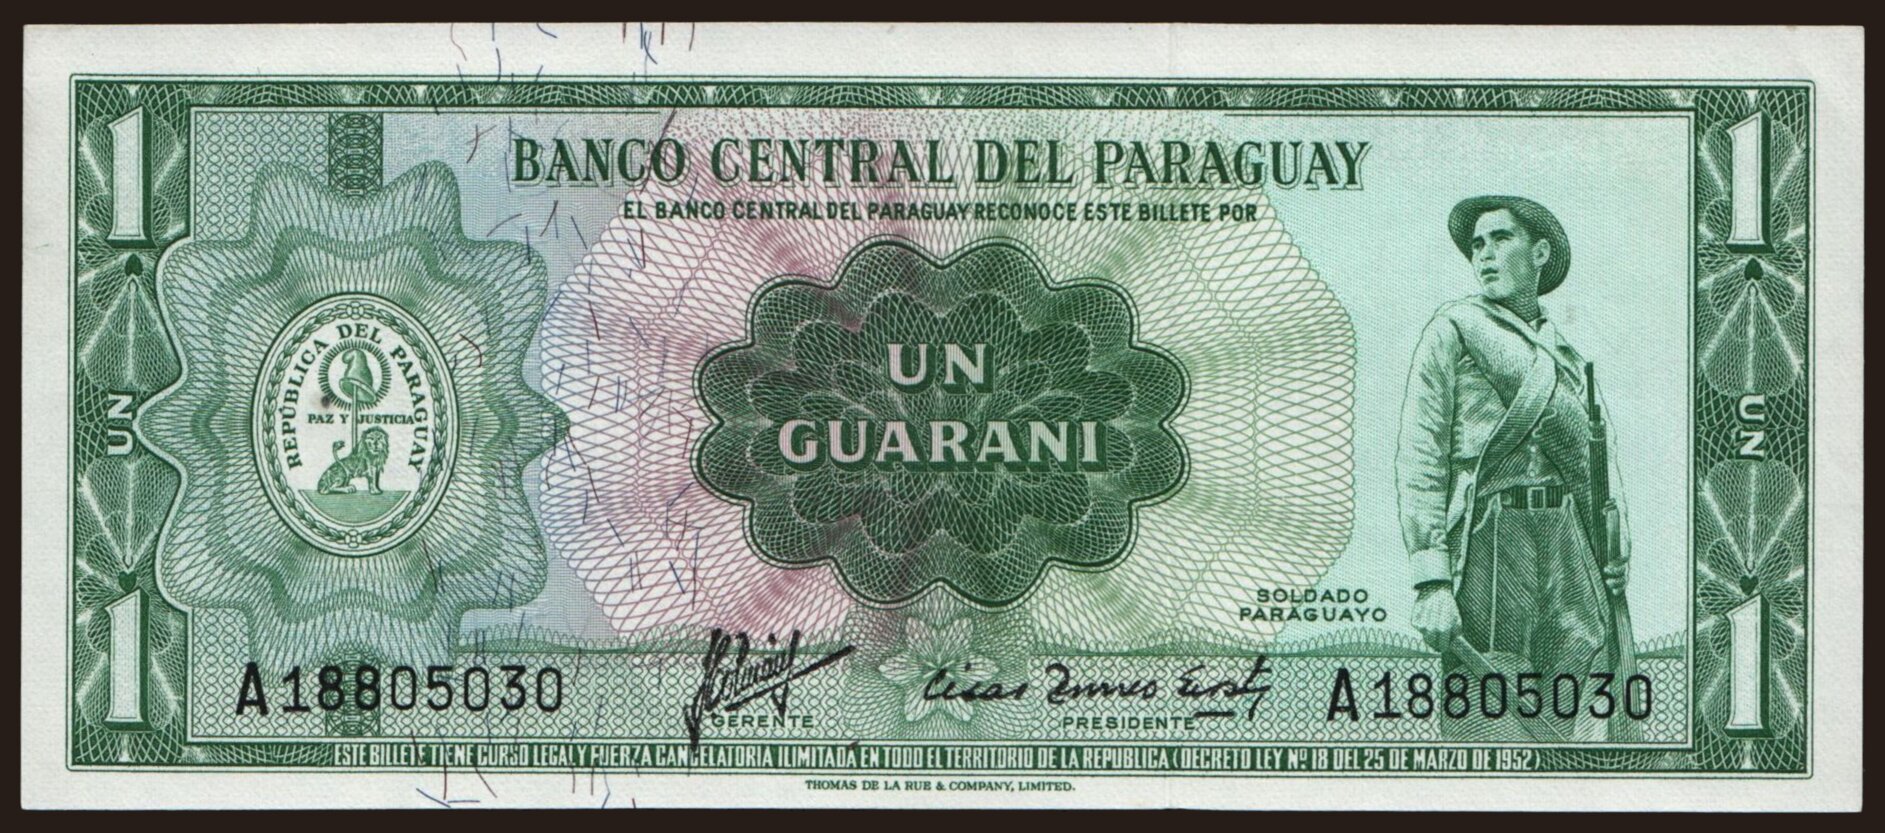 1
1
BANCO CENTRAL DEL PARAGUAY
EL BANCO CENTRAL DEL PARAGUAY RECONOCE ESTE BILLETE POR
REPÚBLICA DEL PARAGUAY
PAZ Y JUSTICIA
UN
GUARANI
UN
UN
SOLDADO
PARAGUAYO
1
1
A18805030
A18805030
GERENTE
PRESIDENTE
ESTE BILLETE TIENE CURSO LEGAL Y FUERZA CANCELATORIA ILIMITADA EN TODO EL TERRITORIO DE LA REPUBLICA (DECRETO LEY Nº 18 DEL 25 DE MARZO DE 1952)
THOMAS DE LA RUE & COMPANY, LIMITED.